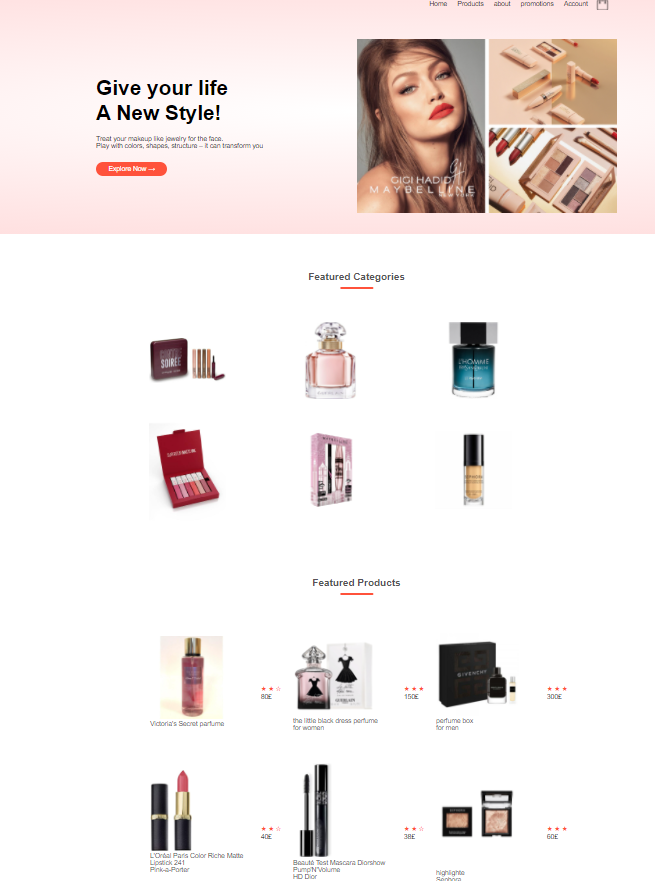 Home Products about promotions Account
Give your life
A New Style!
Treat your makeup like jewelry for the face.
Play with colors, shapes, structure – it can transform you
Explore Now →
GIGI HADID
MAYBELLINE
NEW YORK
Featured Categories
SOIRÉE
L'HOMME
Featured Products
GIVENCHY
★ ★ ☆
80£
★ ★ ★
150£
★ ★ ★
300£
Victoria's Secret parfume
the little black dress perfume
for women
perfume box
for men
★ ★ ☆
40£
★ ★ ☆
38£
★ ★ ★
60£
L'Oréal Paris Color Riche Matte
Lipstick 241
Pink-a-Porter
Beauté Test Mascara Diorshow
Pump'N'Volume
HD Dior
highlighte
Sephora